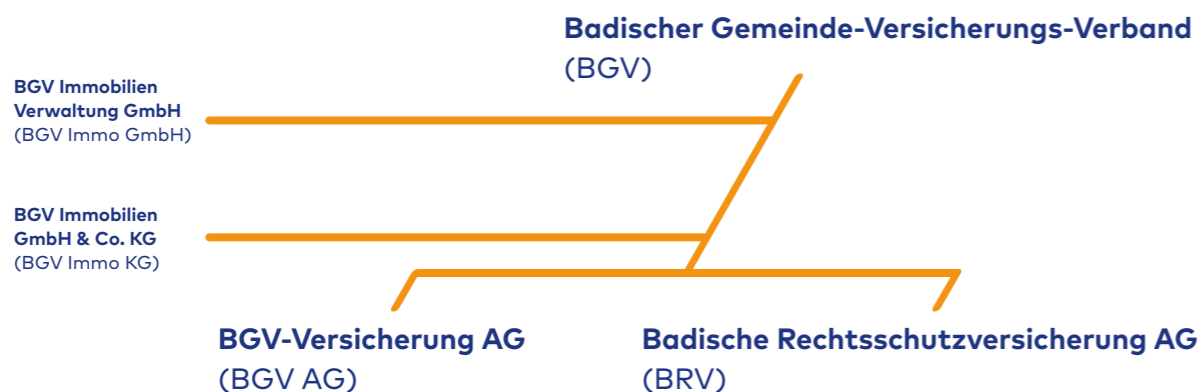 Badischer Gemeinde-Versicherungs-Verband
(BGV)
BGV Immobilien
Verwaltung GmbH
(BGV Immo GmbH)
BGV Immobilien
GmbH & Co. KG
(BGV Immo KG)
BGV-Versicherung AG
(BGV AG)
Badische Rechtsschutzversicherung AG
(BRV)